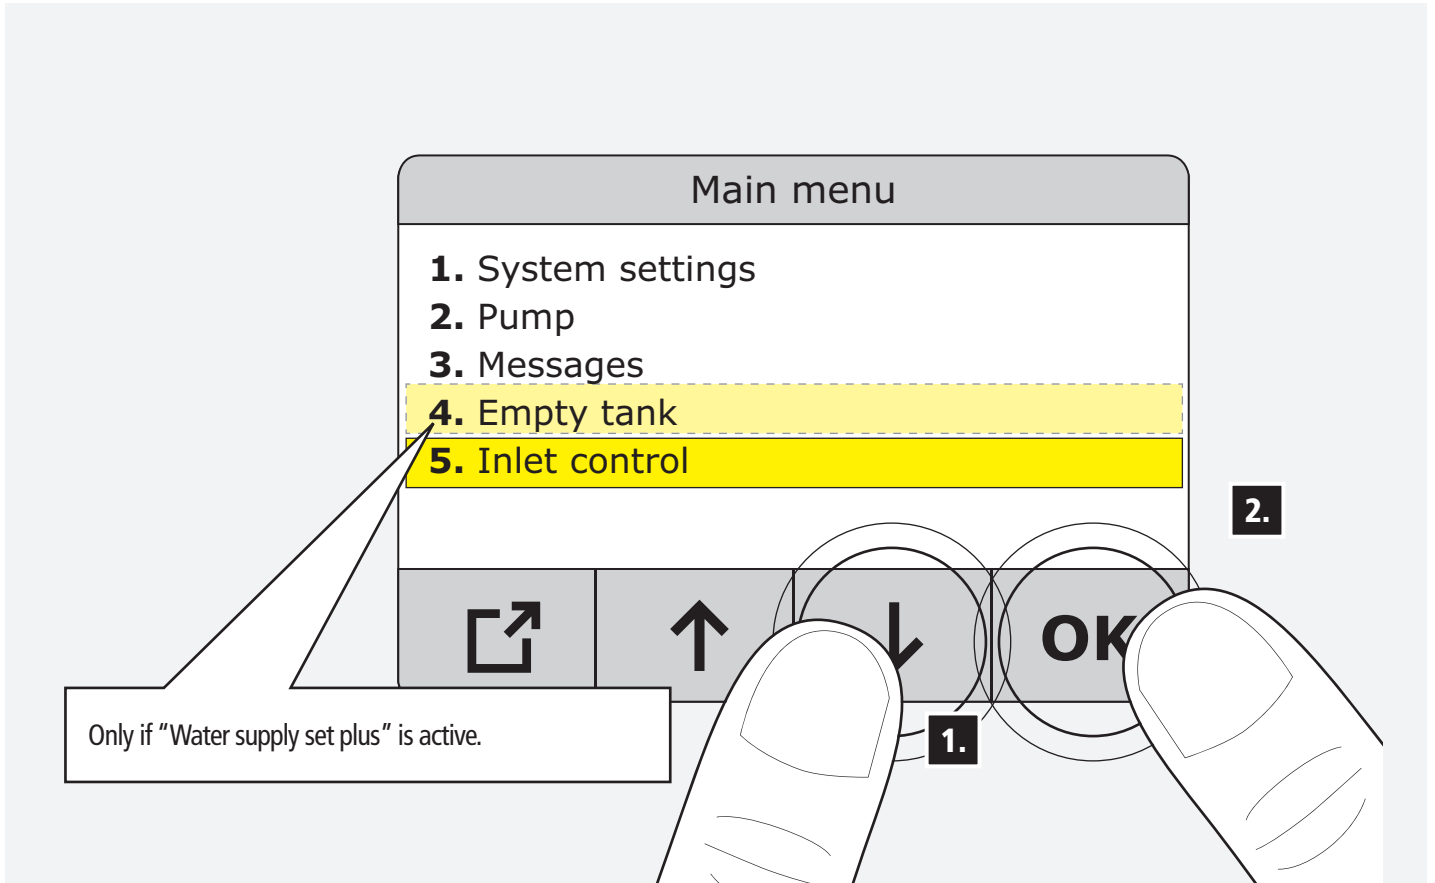 Main menu
1. System settings
2. Pump
3. Messages
4. Empty tank
5. Inlet control
2.
OK
Only if “Water supply set plus” is active.
1.